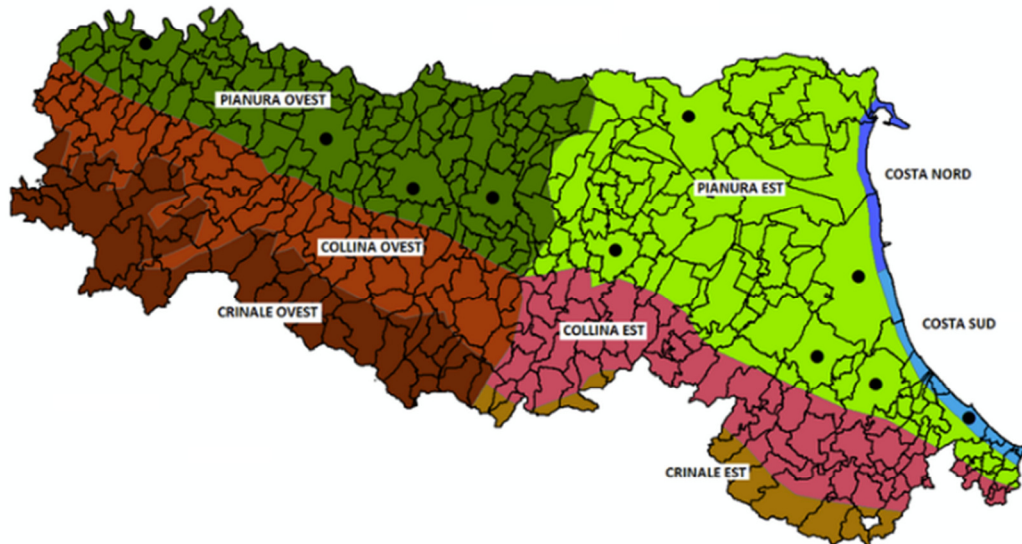 PIANURA OVEST
COSTA NORD
PIANURA EST
COLLINA OVEST
CRINALE OVEST
COSTA SUD
COLLINA EST
CRINALE EST